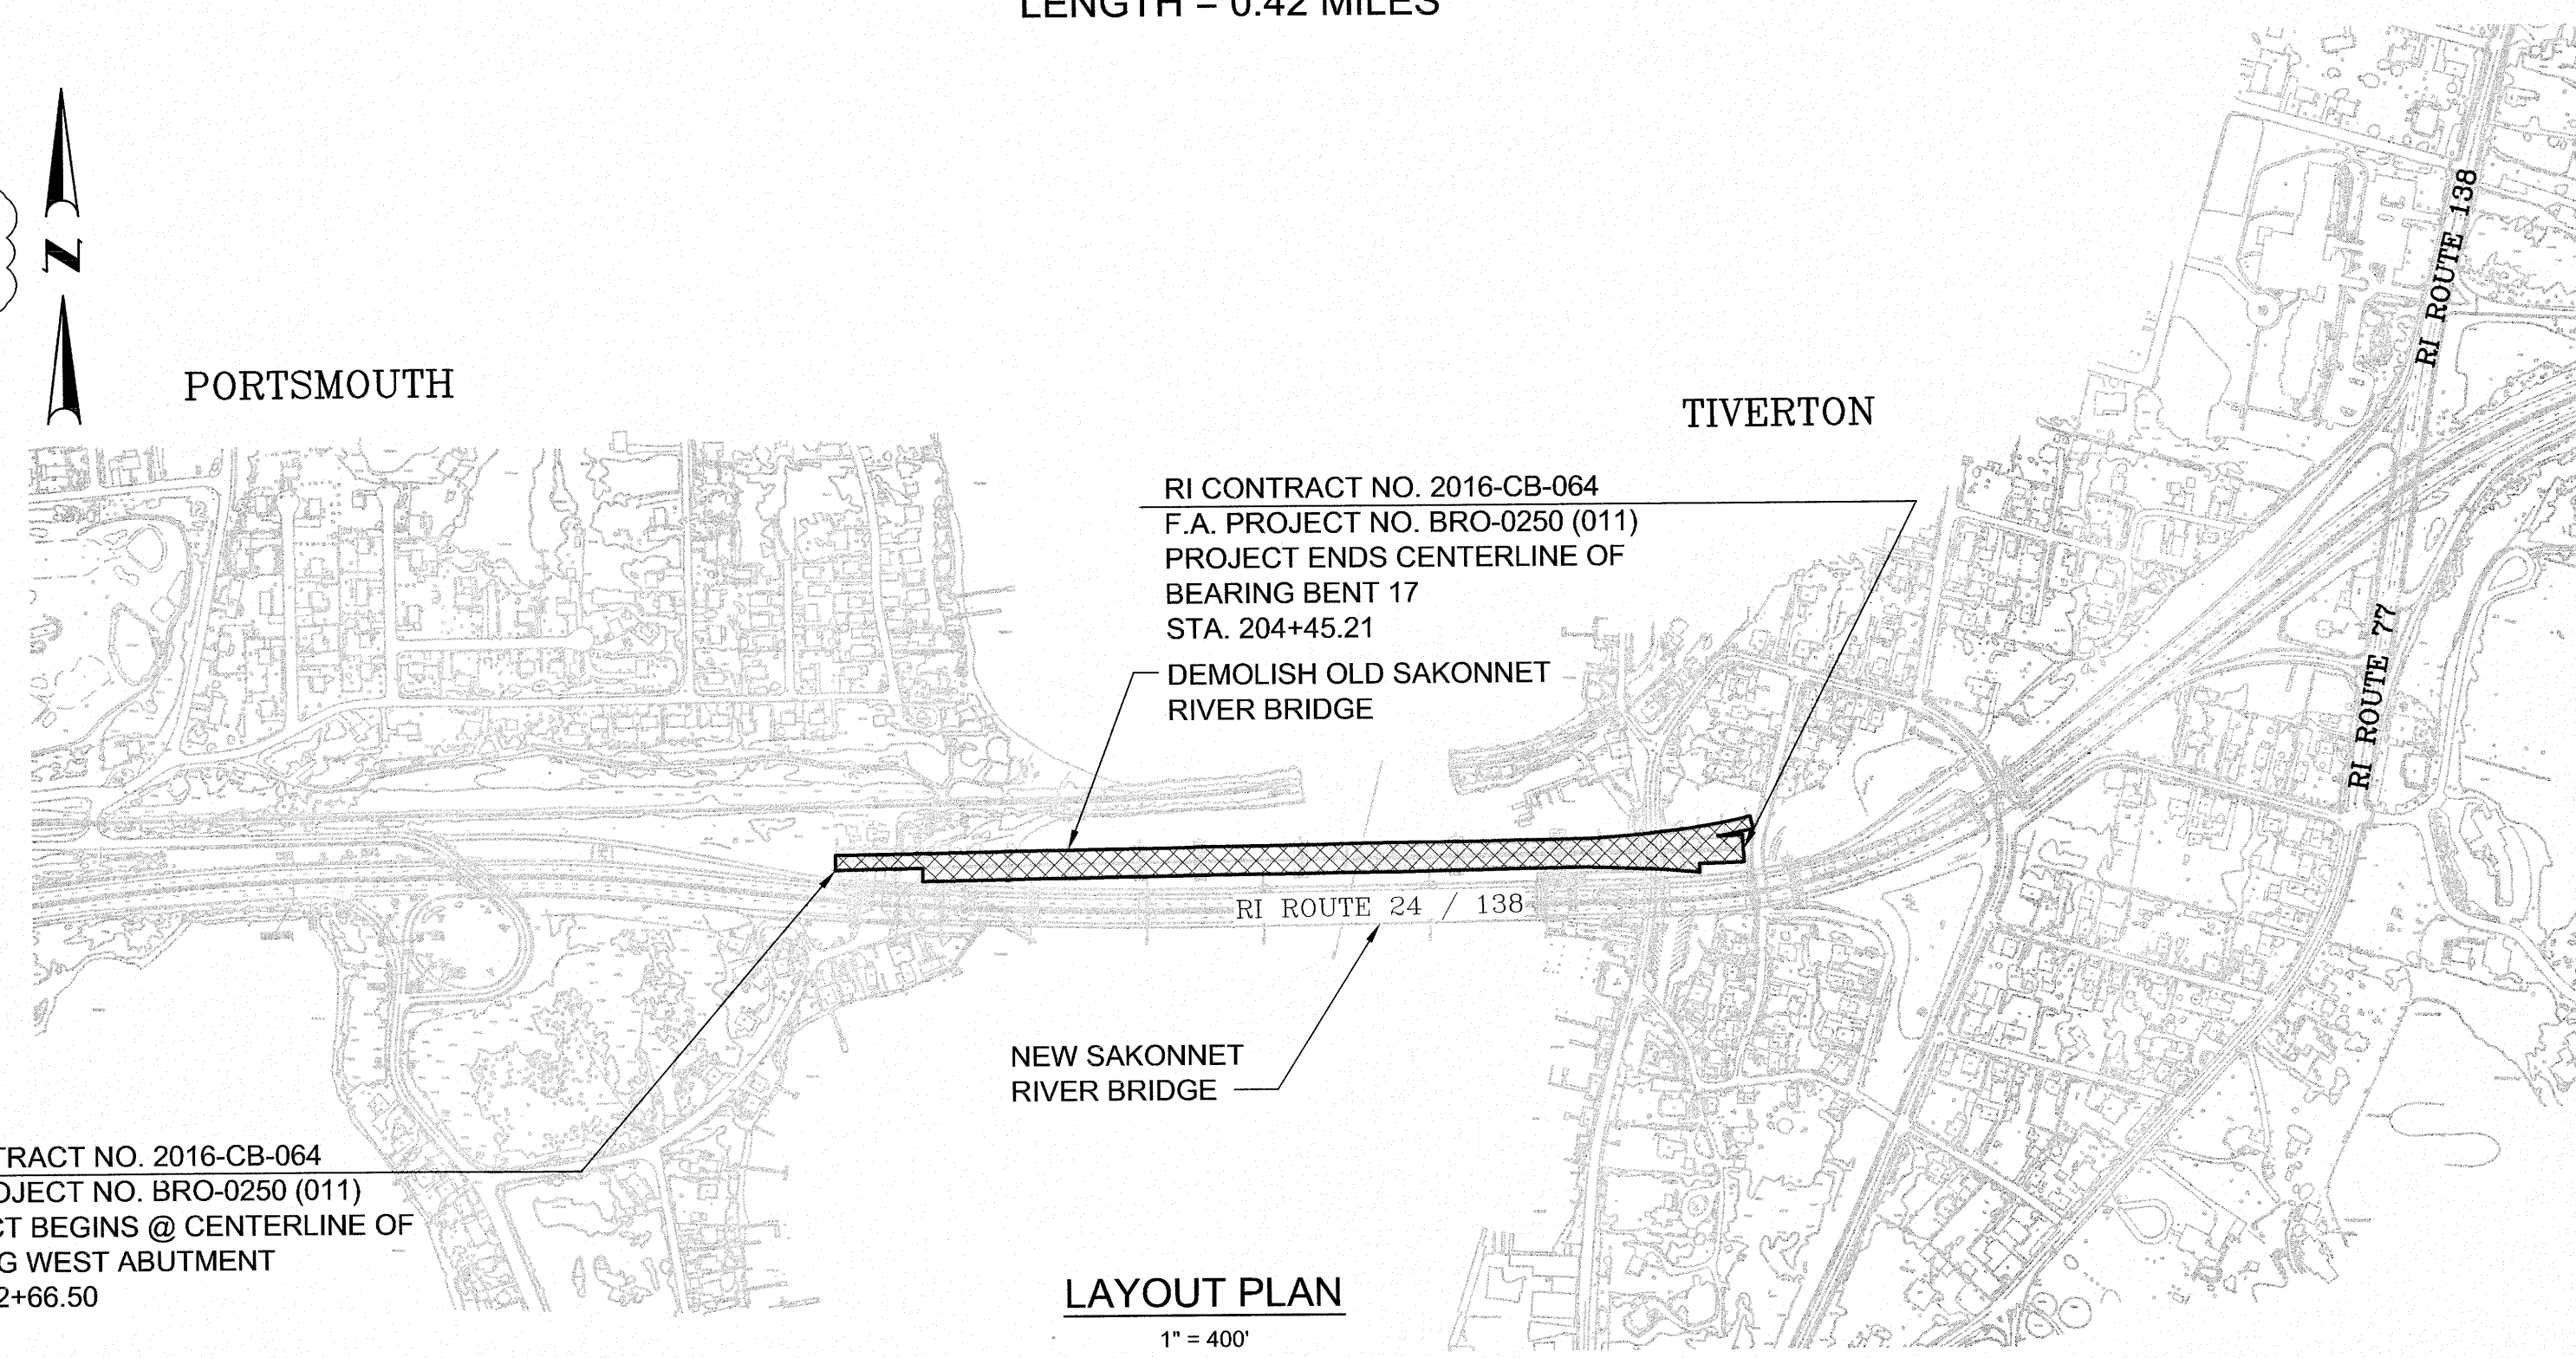 LENGTH = 0.42 MILES
N
PORTSMOUTH
TIVERTON
RI ROUTE 138
RI CONTRACT NO. 2016-CB-064
F.A. PROJECT NO. BRO-0250 (011)
PROJECT ENDS CENTERLINE OF
BEARING BENT 17
STA. 204+45.21
DEMOLISH OLD SAKONNET
RIVER BRIDGE
RI ROUTE 77
RI ROUTE 24 / 138
NEW SAKONNET
RIVER BRIDGE
TRACT NO. 2016-CB-064
OJECT NO. BRO-0250 (011)
CT BEGINS @ CENTERLINE OF
G WEST ABUTMENT
2+66.50
LAYOUT PLAN
1" = 400'